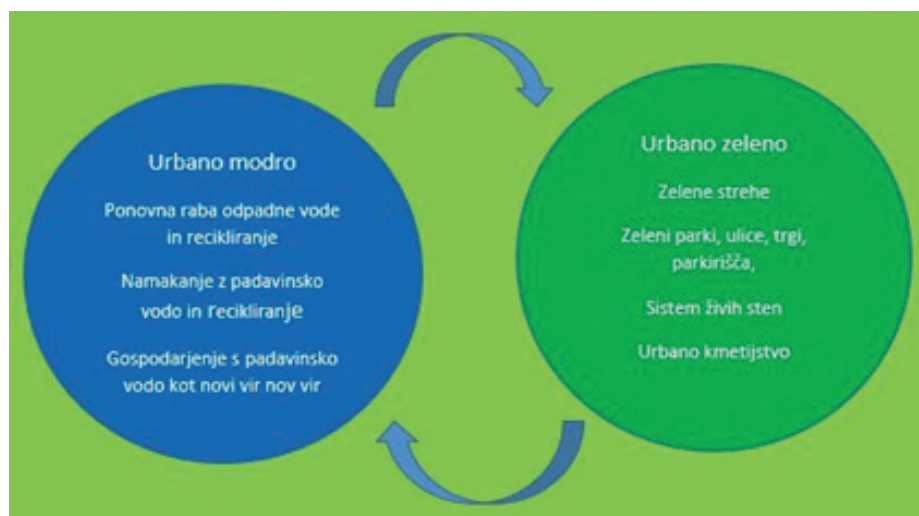 Urbano modro
Ponovna raba odpadne vode
in recikliranje
Namakanje z padavinsko
vodo in recikliranje
Gospodarjenje s padavinsko
vodo kot novi vir nov vir
Urbano zeleno
Zelene strehe
Zeleni parki, ulice, trgi,
parkirišča,
Sistem živih sten
Urbano kmetijstvo